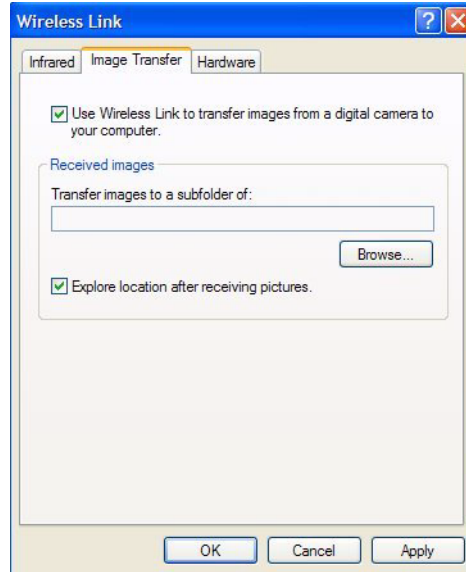 Wireless Link
Infrared Image Transfer Hardware
Use Wireless Link to transfer images from a digital camera to
your computer.
Received images
Transfer images to a subfolder of:
Browse...
Explore location after receiving pictures.
OK Cancel Apply